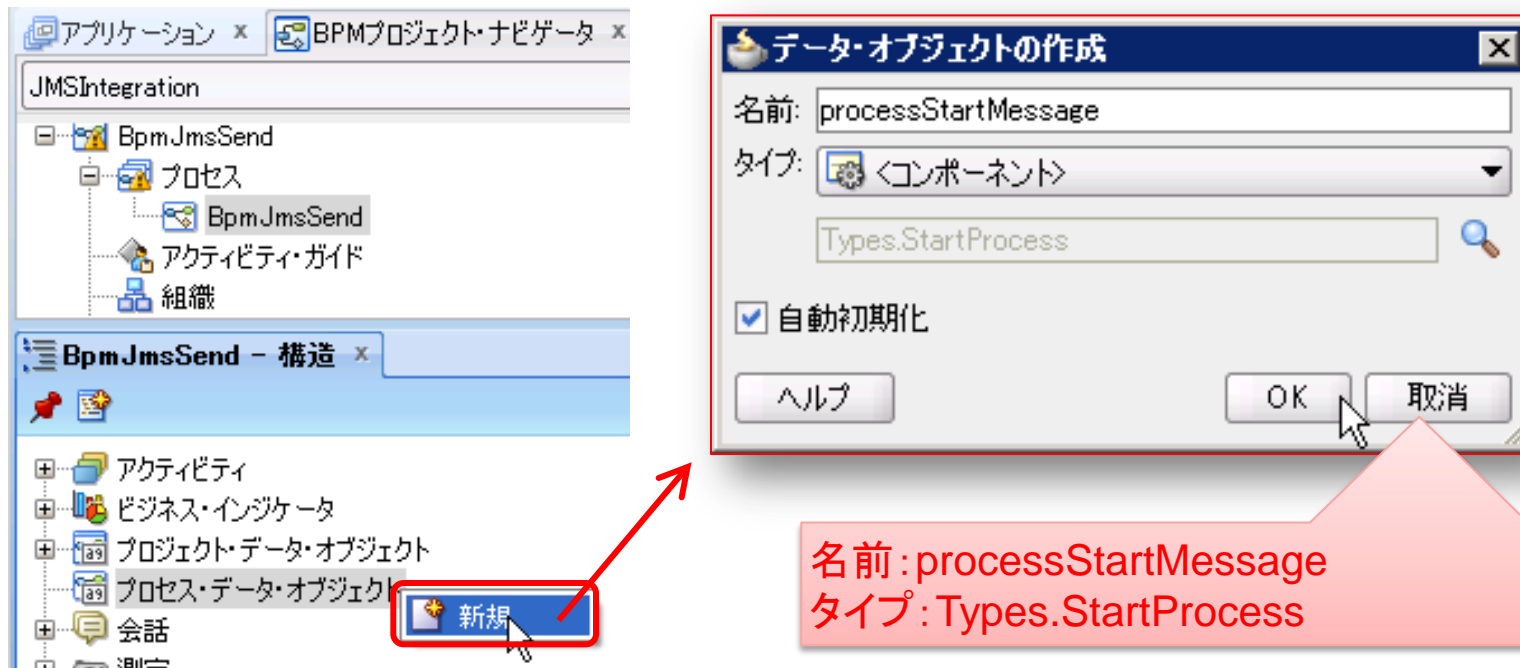 アプリケーション
BPMプロジェクト・ナビゲータ
JMSIntegration
BpmJmsSend
プロセス
BpmJmsSend
アクティビティ・ガイド
組織
BpmJmsSend - 構造
アクティビティ
ビジネス・インジケータ
プロジェクト・データ・オブジェクト
プロセス・データ・オブジェクト
新規
会話
測定
データ・オブジェクトの作成
名前: processStartMessage
タイプ: <コンポーネント>
Types.StartProcess
自動初期化
ヘルプ
OK
取消
名前：processStartMessage
タイプ：Types.StartProcess